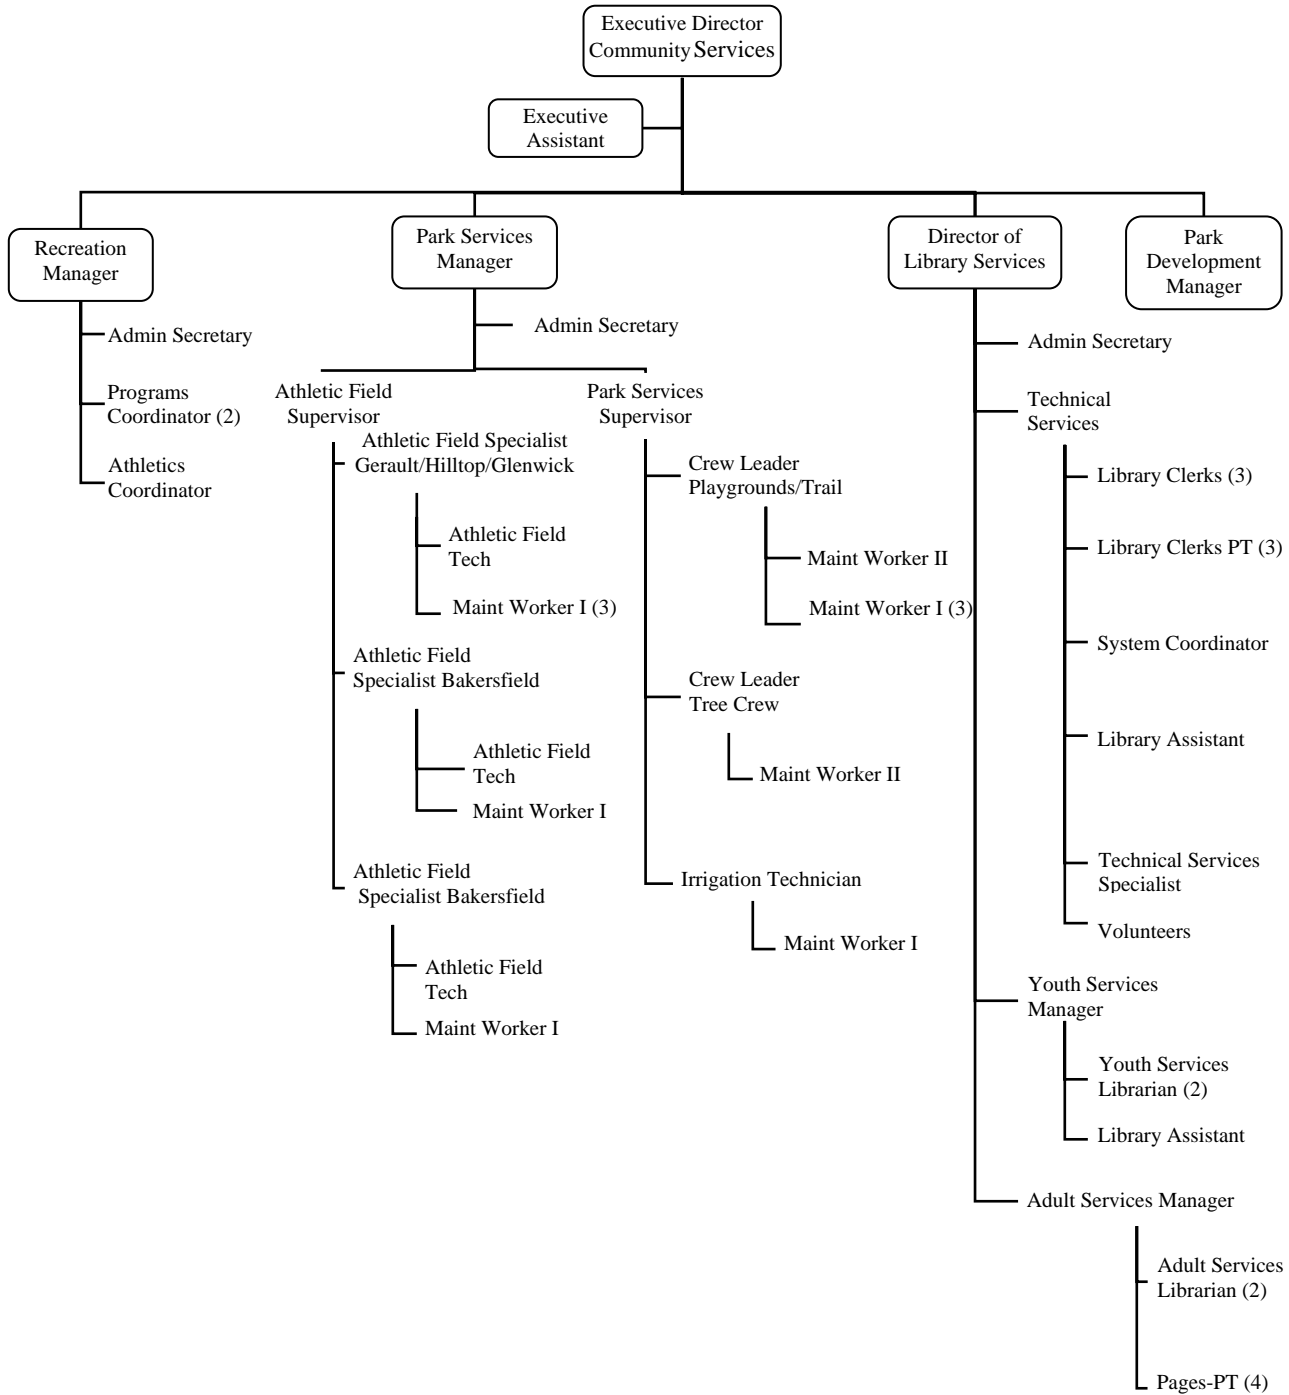 Executive Director
Community Services
Executive
Assistant
Recreation
Manager
Admin Secretary
Programs
Coordinator (2)
Athletics
Coordinator
Park Services
Manager
Admin Secretary
Athletic Field
Supervisor
Athletic Field Specialist
Gerault/Hilltop/Glenwick
Athletic Field
Tech
Maint Worker I (3)
Athletic Field
Specialist Bakersfield
Athletic Field
Tech
Maint Worker I
Athletic Field
Specialist Bakersfield
Athletic Field
Tech
Maint Worker I
Park Services
Supervisor
Crew Leader
Playgrounds/Trail
Maint Worker II
Maint Worker I (3)
Crew Leader
Tree Crew
Maint Worker II
Irrigation Technician
Maint Worker I
Director of
Library Services
Admin Secretary
Technical
Services
Library Clerks (3)
Library Clerks PT (3)
System Coordinator
Library Assistant
Technical Services
Specialist
Volunteers
Youth Services
Manager
Youth Services
Librarian (2)
Library Assistant
Adult Services Manager
Adult Services
Librarian (2)
Pages-PT (4)
Park
Development
Manager